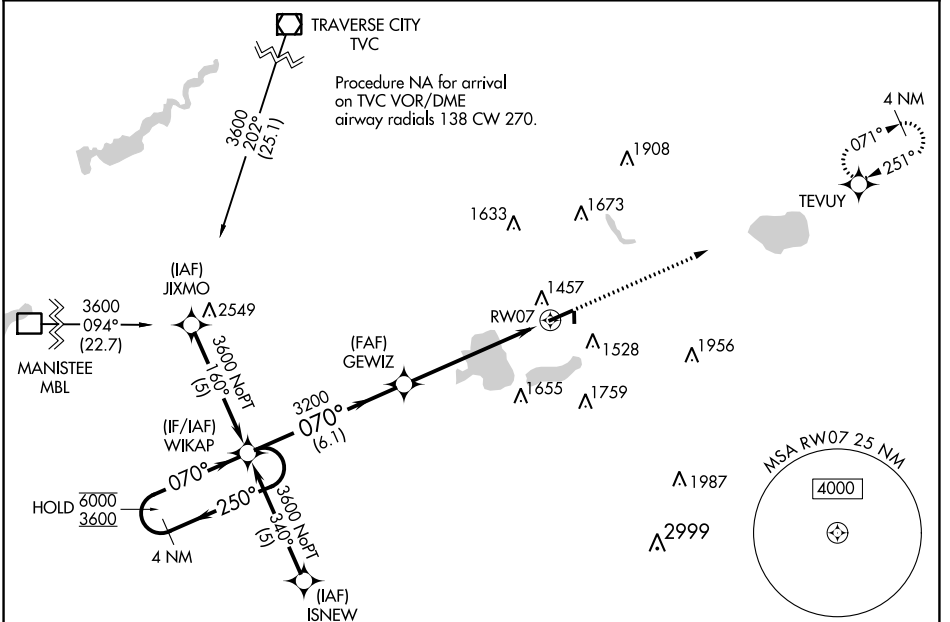 TRAVERSE CITY
TVC
Procedure NA for arrival
on TVC VOR/DME
airway radials 138 CW 270.
3600
202°
(25.1)
4 NM
071°
251°
TEVUY
1908
1633
1673
(IAF)
JIXMO
2549
3600
094°
(22.7)
MANISTEE
MBL
1457
RW07
1528
1956
(FAF)
GEWIZ
3600 NoPT
160°
(5)
1655
1759
3200
070°
(6.1)
(IF/IAF)
WIKAP
070°
250°
HOLD 6000
3600
4 NM
3600 NoPT
340°
(5)
(IAF)
ISNEW
1987
2999
MSA RW07 25 NM
4000